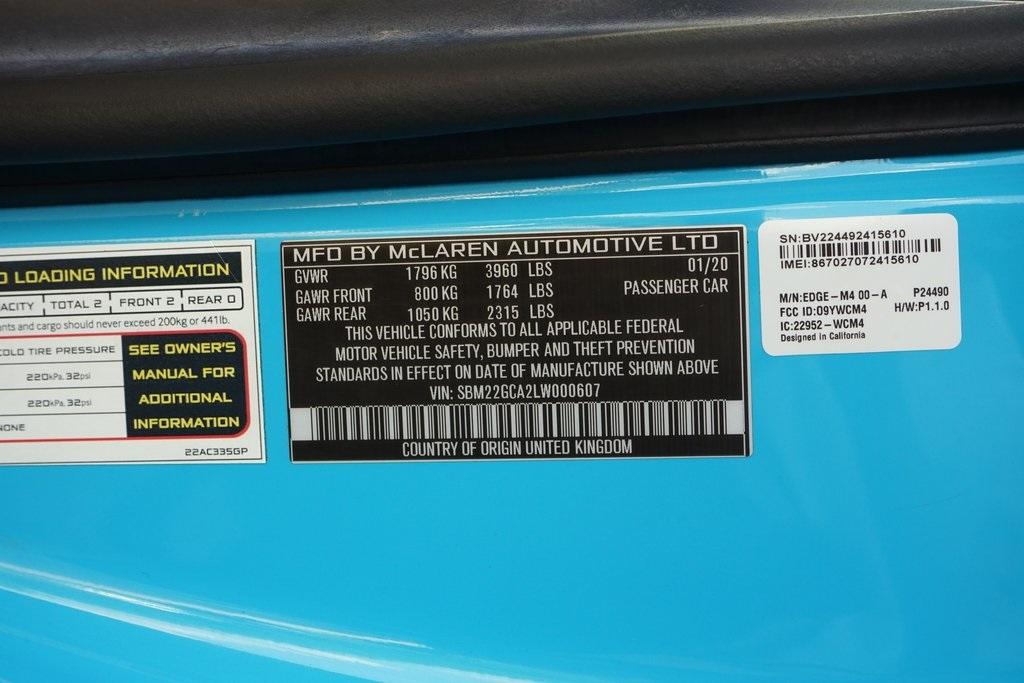 LOADING INFORMATION
TOTAL 2 FRONT 2 REAR 0
and cargo should never exceed 200kg or 441lb.
TIRE PRESSURE SEE OWNER'S
220kPa, 32psi MANUAL FOR
220kPa, 32psi ADDITIONAL
NONE INFORMATION
22AC335GP
MFD BY McLAREN AUTOMOTIVE LTD
GVWR 1796 KG 3960 LBS 01/20
GAWR FRONT 800 KG 1764 LBS PASSENGER CAR
GAWR REAR 1050 KG 2315 LBS
THIS VEHICLE CONFORMS TO ALL APPLICABLE FEDERAL
MOTOR VEHICLE SAFETY, BUMPER AND THEFT PREVENTION
STANDARDS IN EFFECT ON DATE OF MANUFACTURE SHOWN ABOVE
VIN: SBM22GCA2LW000607
COUNTRY OF ORIGIN UNITED KINGDOM
SN:BV224492415610
IMEI:867027072415610
M/N:EDGE-M4 00-A P24490
FCC ID:O9YWCM4 H/W:P1.1.0
IC:22952-WCM4
Designed in California